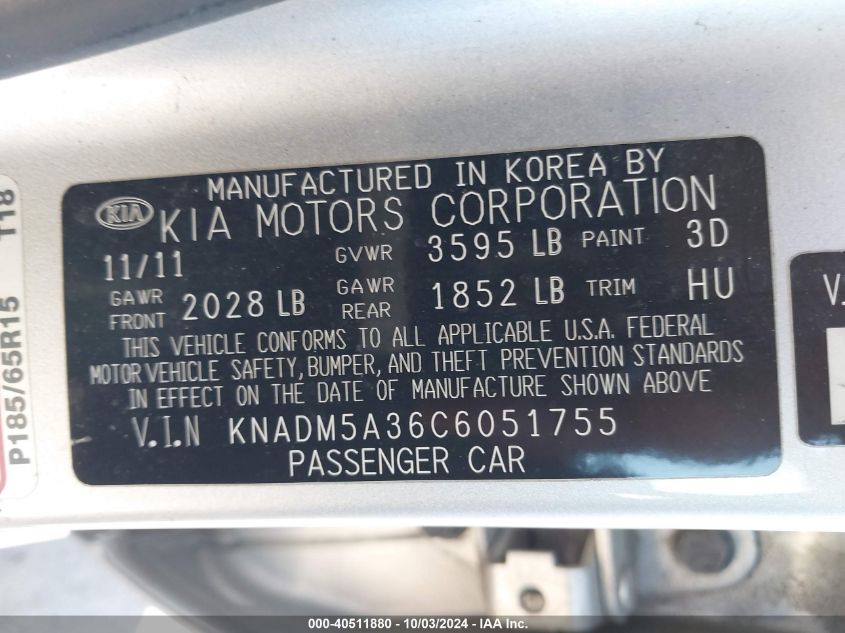 MANUFACTURED IN KOREA BY
KIA
KIA MOTORS CORPORATION
11/11 GVWR 3595 LB PAINT 3D
GAWR FRONT 2028 LB GAWR REAR 1852 LB TRIM HU
THIS VEHICLE CONFORMS TO ALL APPLICABLE U.S.A. FEDERAL
MOTOR VEHICLE SAFETY, BUMPER, AND THEFT PREVENTION STANDARDS
IN EFFECT ON THE DATE OF MANUFACTURE SHOWN ABOVE
V.I.N KNADM5A36C6051755
PASSENGER CAR
P185/65R15 T18
V.
000-40511880 - 10/03/2024 - IAA Inc.